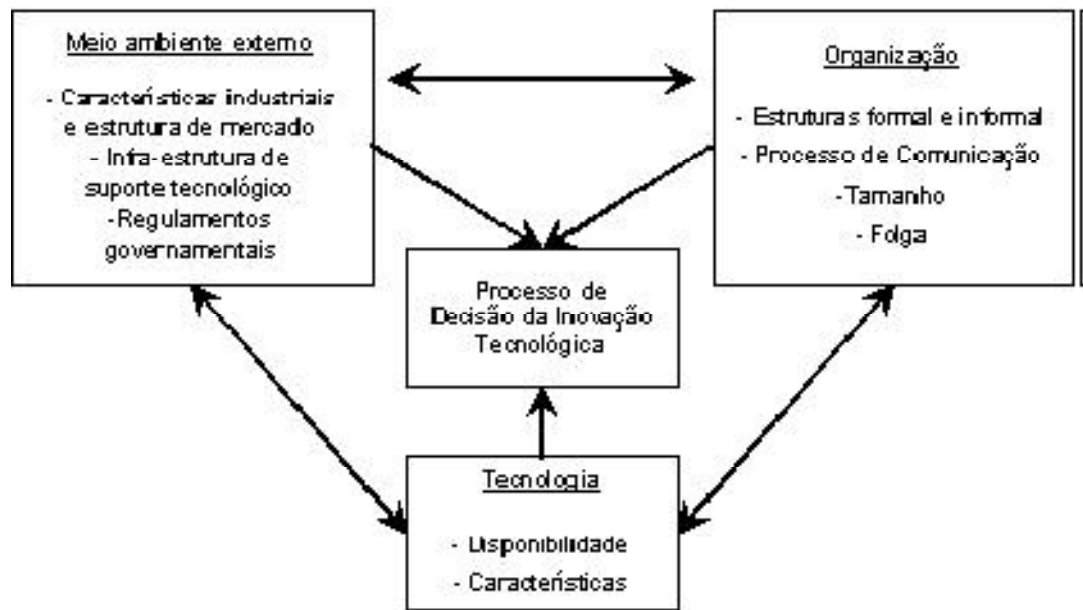 Meio ambiente externo
- Características industriais
e estrutura de mercado
- Infra-estrutura de
suporte tecnológico
- Regulamentos
governamentais
Organização
- Estruturas formal e informal
- Processo de Comunicação
- Tamanho
- Folga
Processo de
Decisão da Inovação
Tecnológica
Tecnologia
- Disponibilidade
- Características